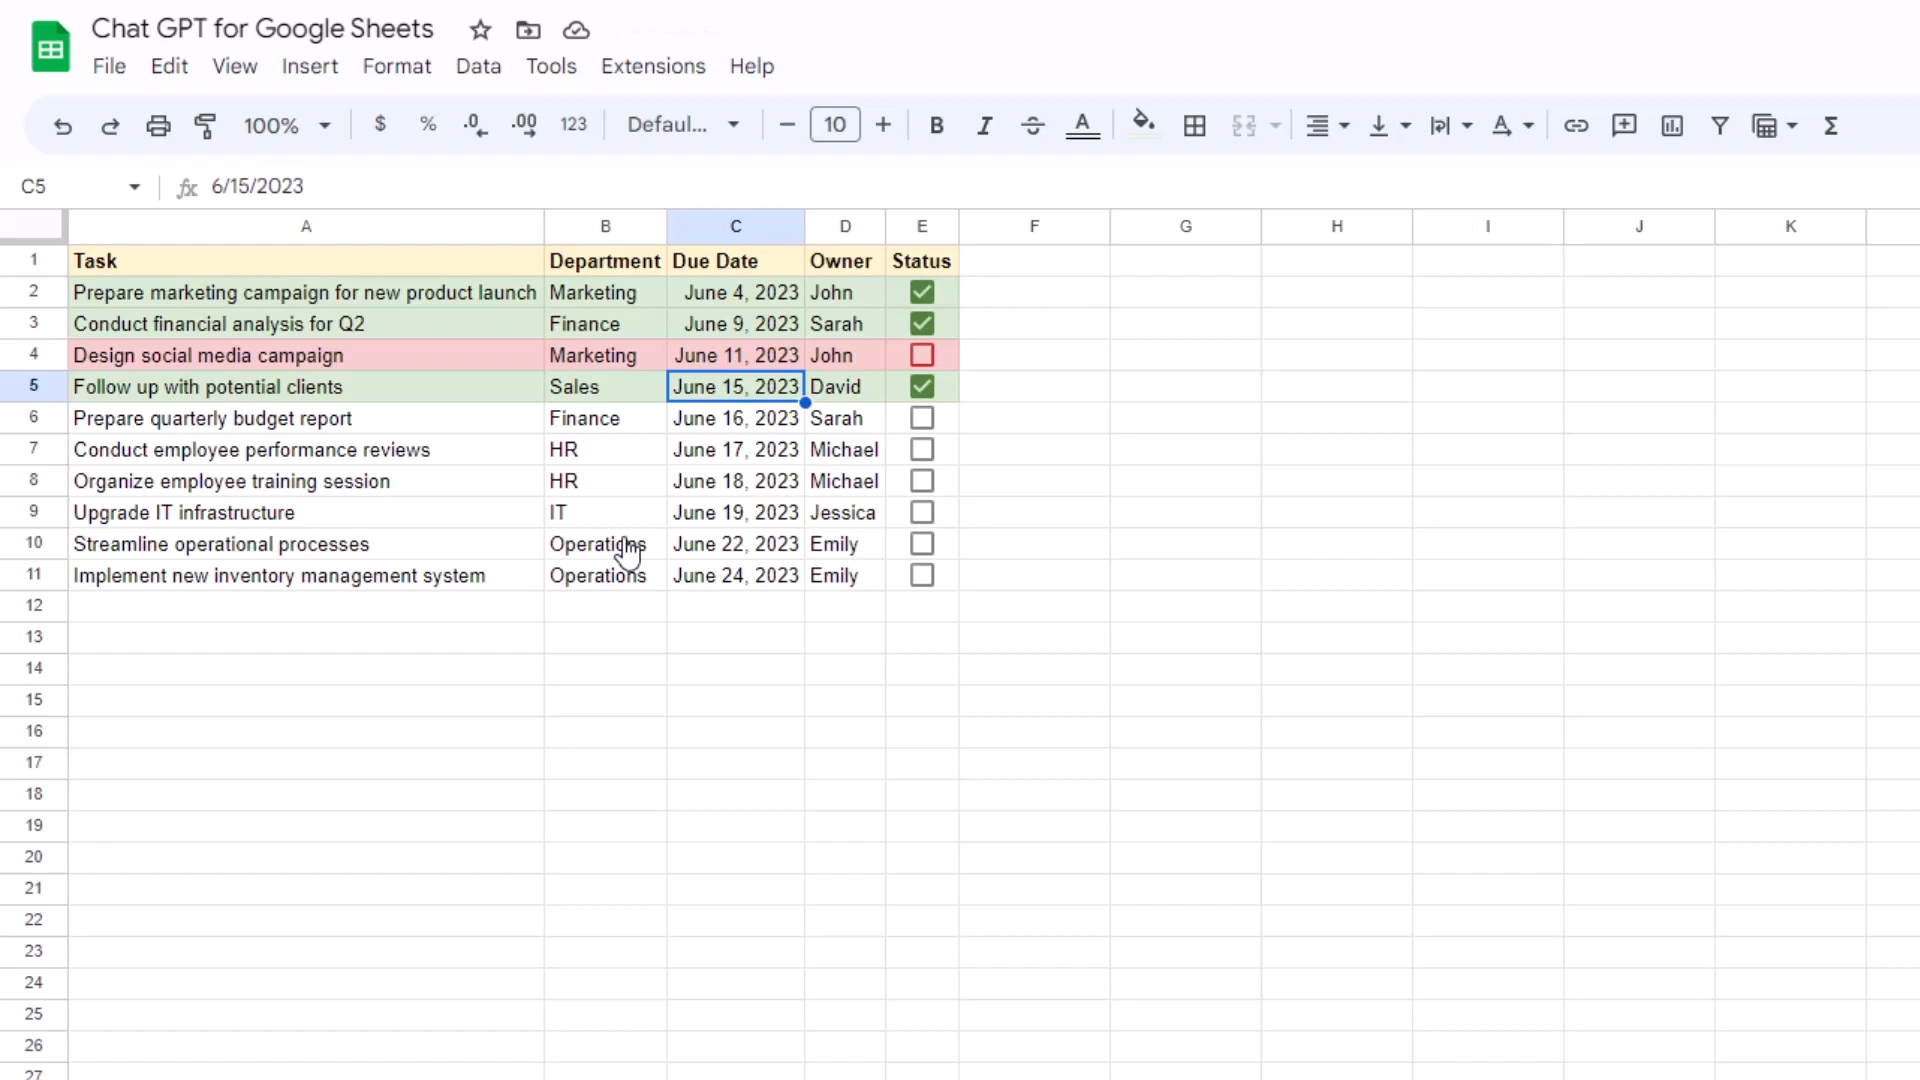 Chat GPT for Google Sheets
File Edit View Insert Format Data Tools Extensions Help
100% $ % .0 .00 123 Defaul... 10 B I A A Σ
C5 fx 6/15/2023
A B C D E F G H I J K
1 Task Department Due Date Owner Status
2 Prepare marketing campaign for new product launch Marketing June 4, 2023 John
3 Conduct financial analysis for Q2 Finance June 9, 2023 Sarah
4 Design social media campaign Marketing June 11, 2023 John
5 Follow up with potential clients Sales June 15, 2023 David
6 Prepare quarterly budget report Finance June 16, 2023 Sarah
7 Conduct employee performance reviews HR June 17, 2023 Michael
8 Organize employee training session HR June 18, 2023 Michael
9 Upgrade IT infrastructure IT June 19, 2023 Jessica
10 Streamline operational processes Operations June 22, 2023 Emily
11 Implement new inventory management system Operations June 24, 2023 Emily
12
13
14
15
16
17
18
19
20
21
22
23
24
25
26
27